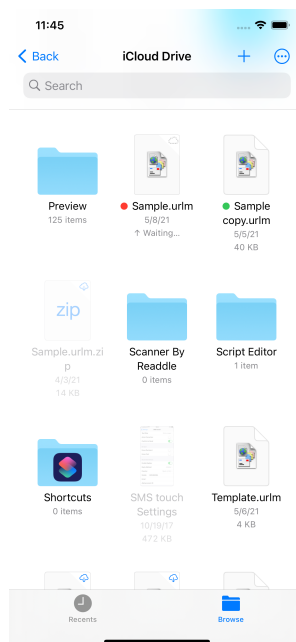 11:45
Back
iCloud Drive
Search
Preview
125 items
Sample.urlm
5/8/21
↑ Waiting...
Sample
copy.urlm
5/5/21
40 KB
zip
Sample.urlm.zi
p
4/3/21
14 KB
Scanner By
Readdle
0 items
Script Editor
1 item
Shortcuts
0 items
SMS touch
Settings
10/19/17
472 KB
Template.urlm
5/6/21
4 KB
Recents
Browse